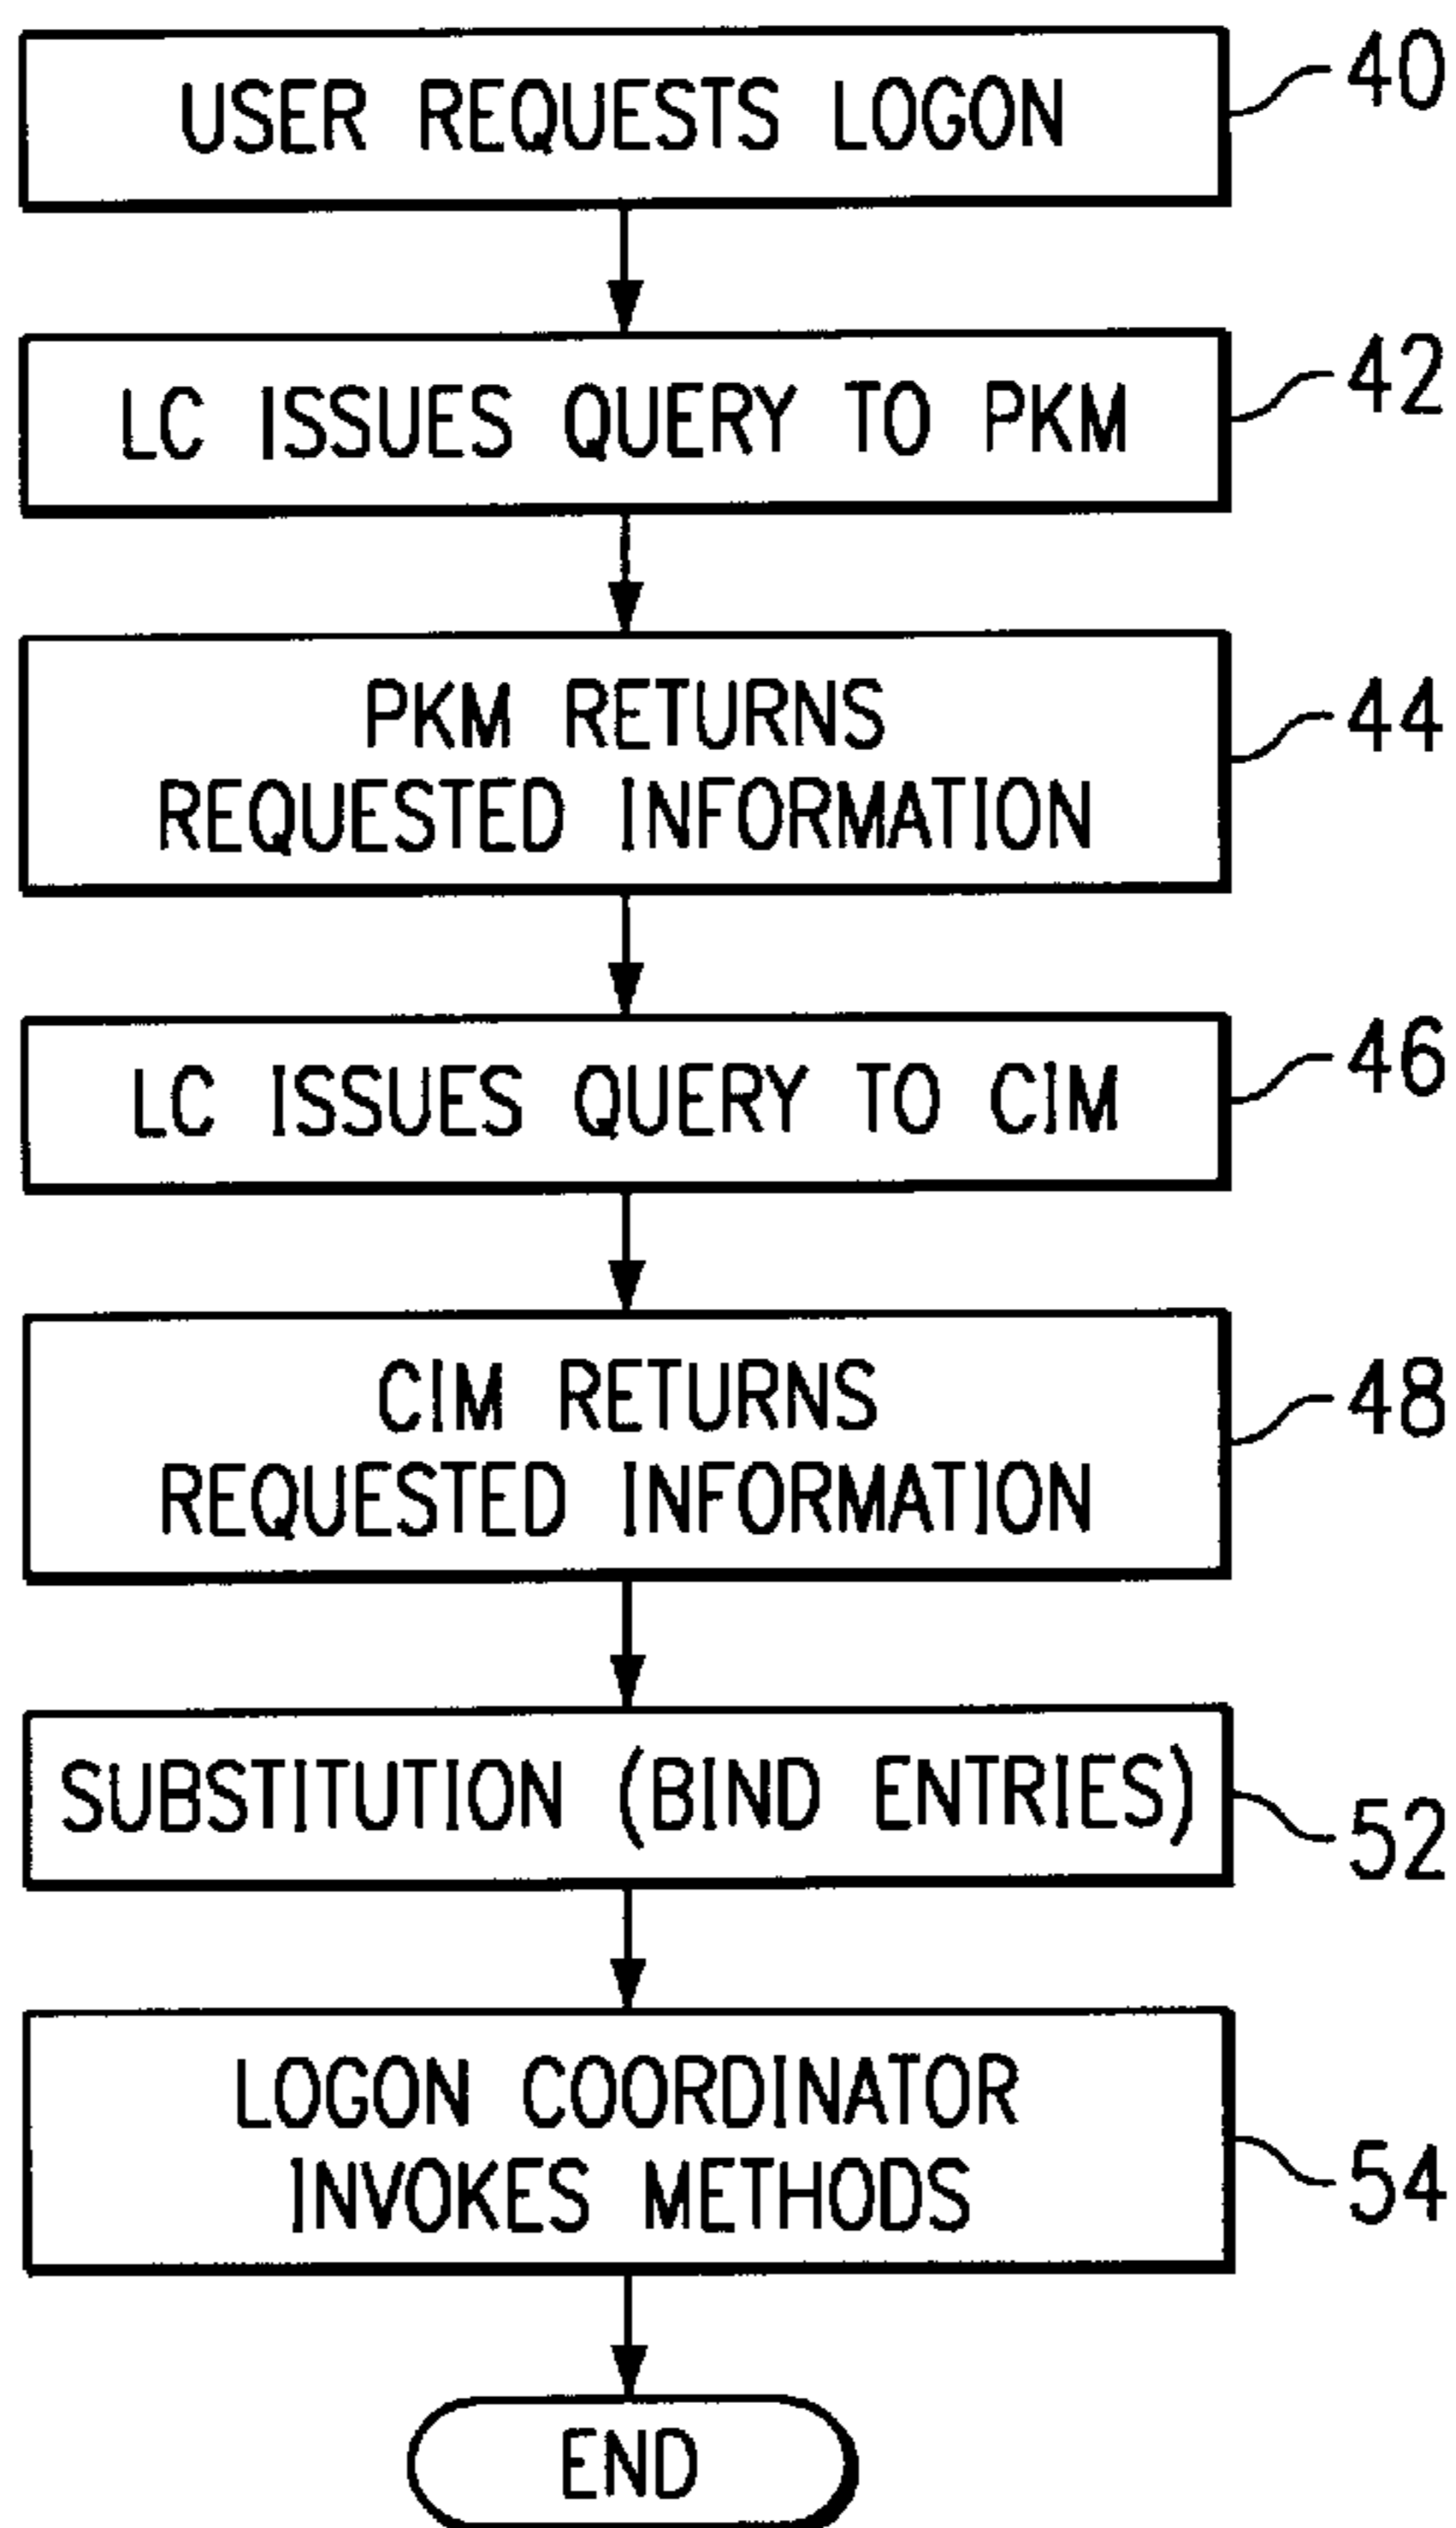 USER REQUESTS LOGON
40
LC ISSUES QUERY TO PKM
42
PKM RETURNS
REQUESTED INFORMATION
44
LC ISSUES QUERY TO CIM
46
CIM RETURNS
REQUESTED INFORMATION
48
SUBSTITUTION (BIND ENTRIES)
52
LOGON COORDINATOR
INVOKES METHODS
54
END